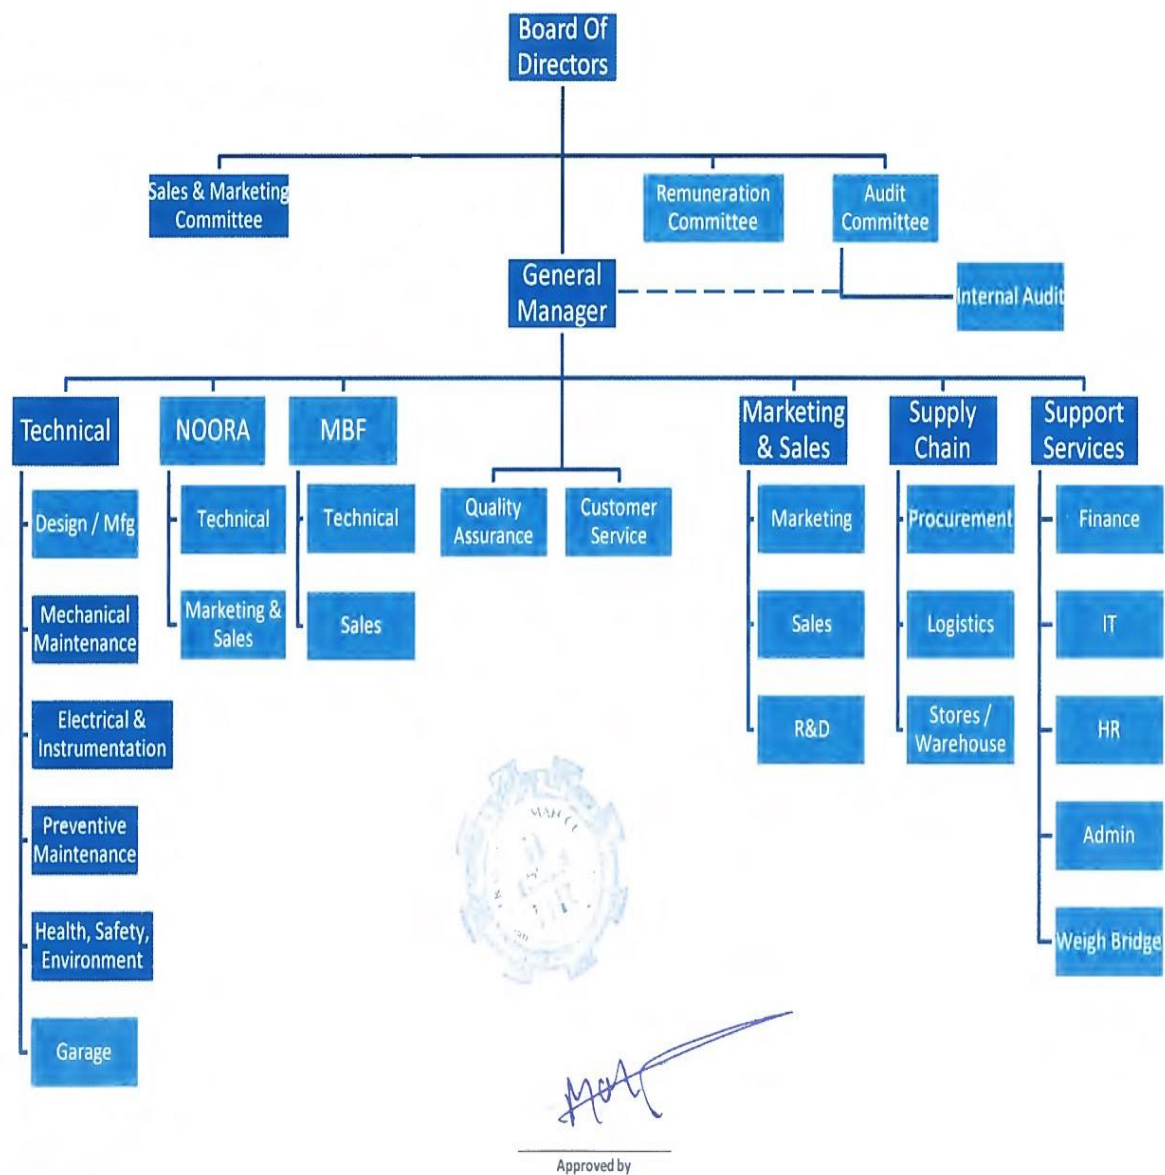 Board Of
Directors
Sales & Marketing
Committee
Remuneration
Committee
Audit
Committee
General
Manager
Internal Audit
Technical
NOORA
MBF
Marketing
& Sales
Supply
Chain
Support
Services
Design / Mfg
Mechanical
Maintenance
Electrical &
Instrumentation
Preventive
Maintenance
Health, Safety,
Environment
Garage
Technical
Marketing &
Sales
Technical
Sales
Quality
Assurance
Customer
Service
Marketing
Sales
R&D
Procurement
Logistics
Stores /
Warehouse
Finance
IT
HR
Admin
Weigh Bridge
Approved by